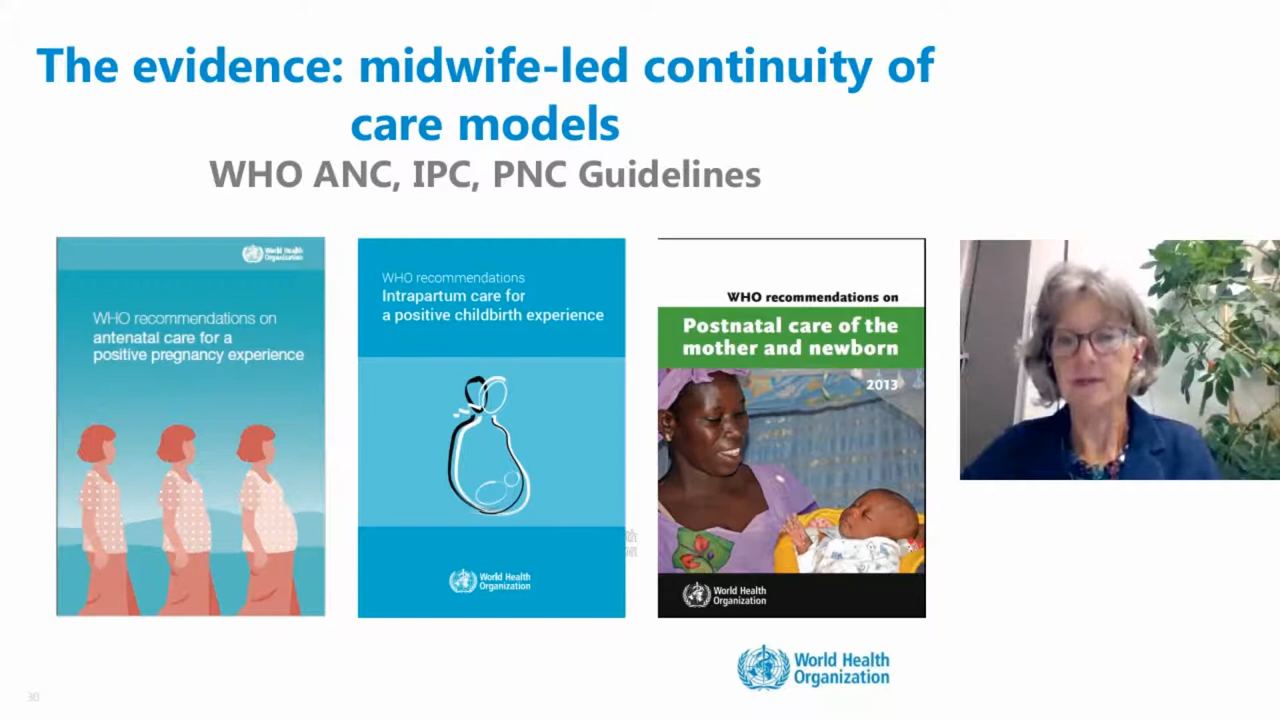 The evidence: midwife-led continuity of
care models
WHO ANC, IPC, PNC Guidelines
World Health
Organization
WHO recommendations on
antenatal care for a
positive pregnancy experience
WHO recommendations
Intrapartum care for
a positive childbirth experience
World Health
Organization
WHO recommendations on
Postnatal care of the
mother and newborn
2013
World Health
Organization
World Health
Organization
30